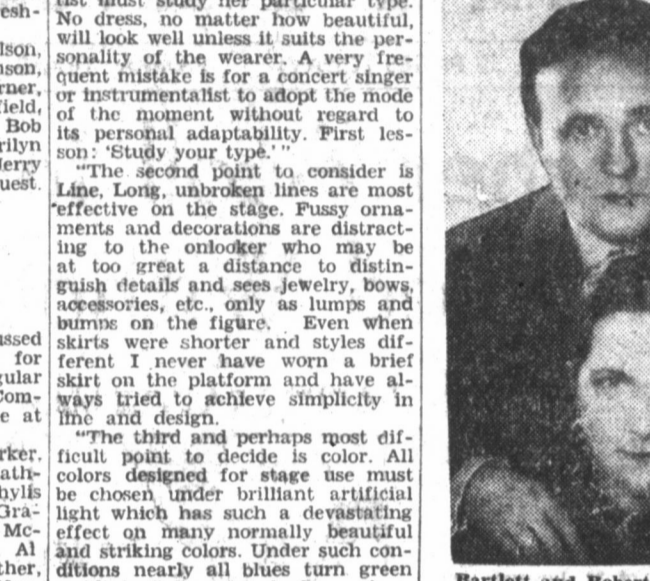 esh-
lson,
nson,
rner,
field,
Bob
rilyn
Jerry
uest.
ussed
for
gular
Com-
e at
rker.
ath-
hylis
Gra-
Mc-
Al
ther,
tist must study her particular type.
No dress, no matter how beautiful,
will look well unless it suits the per-
sonality of the wearer. A very fre-
quent mistake is for a concert singer
or instrumentalist to adopt the mode
of the moment without regard to
its personal adaptability. First les-
son: 'Study your type.'"
"The second point to consider is
Line, Long, unbroken lines are most
effective on the stage. Fussy orna-
ments and decorations are distract-
ing to the onlooker who may be
at too great a distance to distin-
guish details and sees jewelry, bows,
accessories, etc., only as lumps and
bumps on the figure. Even when
skirts were shorter and styles dif-
ferent I never have worn a brief
skirt on the platform and have al-
ways tried to achieve simplicity in
line and design.
"The third and perhaps most dif-
ficult point to decide is color. All
colors designed for stage use must
be chosen under brilliant artificial
light which has such a devastating
effect on many normally beautiful
and striking colors. Under such con-
ditions nearly all blues turn green
Bartlett and